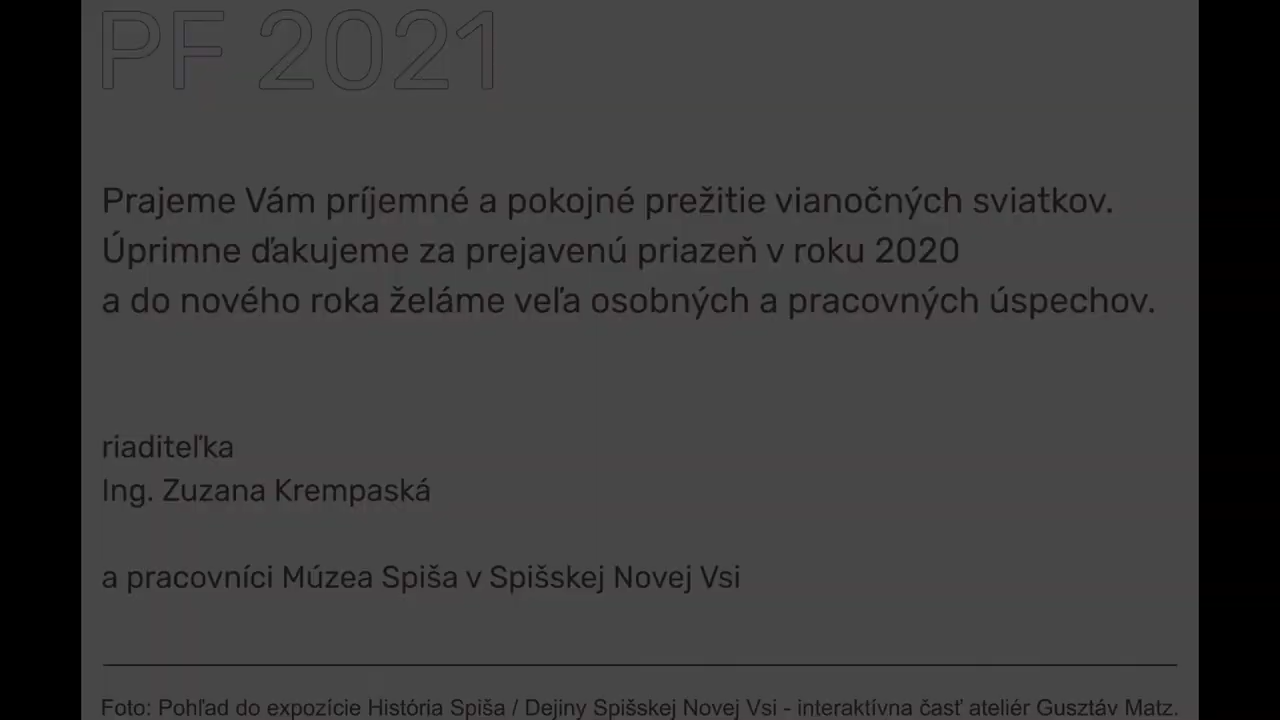 PF 2021
Prajeme Vám príjemné a pokojné prežitie vianočných sviatkov.
Úprimne ďakujeme za prejavenú priazeň v roku 2020
a do nového roka želáme veľa osobných a pracovných úspechov.
riaditeľka
Ing. Zuzana Krempaská
a pracovníci Múzea Spiša v Spišskej Novej Vsi
Foto: Pohľad do expozície História Spiša / Dejiny Spišskej Novej Vsi - interaktívna časť ateliér Gusztáv Matz.